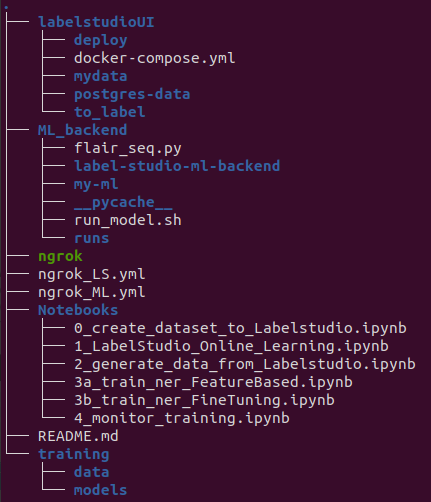 .
├── labelstudioUI
│   ├── deploy
│   ├── docker-compose.yml
│   ├── mydata
│   ├── postgres-data
│   └── to_label
├── ML_backend
│   ├── flair_seq.py
│   ├── label-studio-ml-backend
│   ├── my-ml
│   ├── __pycache__
│   ├── run_model.sh
│   └── runs
├── ngrok
├── ngrok_LS.yml
├── ngrok_ML.yml
├── Notebooks
│   ├── 0_create_dataset_to_Labelstudio.ipynb
│   ├── 1_LabelStudio_Online_Learning.ipynb
│   ├── 2_generate_data_from_Labelstudio.ipynb
│   ├── 3a_train_ner_FeatureBased.ipynb
│   ├── 3b_train_ner_FineTuning.ipynb
│   └── 4_monitor_training.ipynb
├── README.md
└── training
    ├── data
    └── models